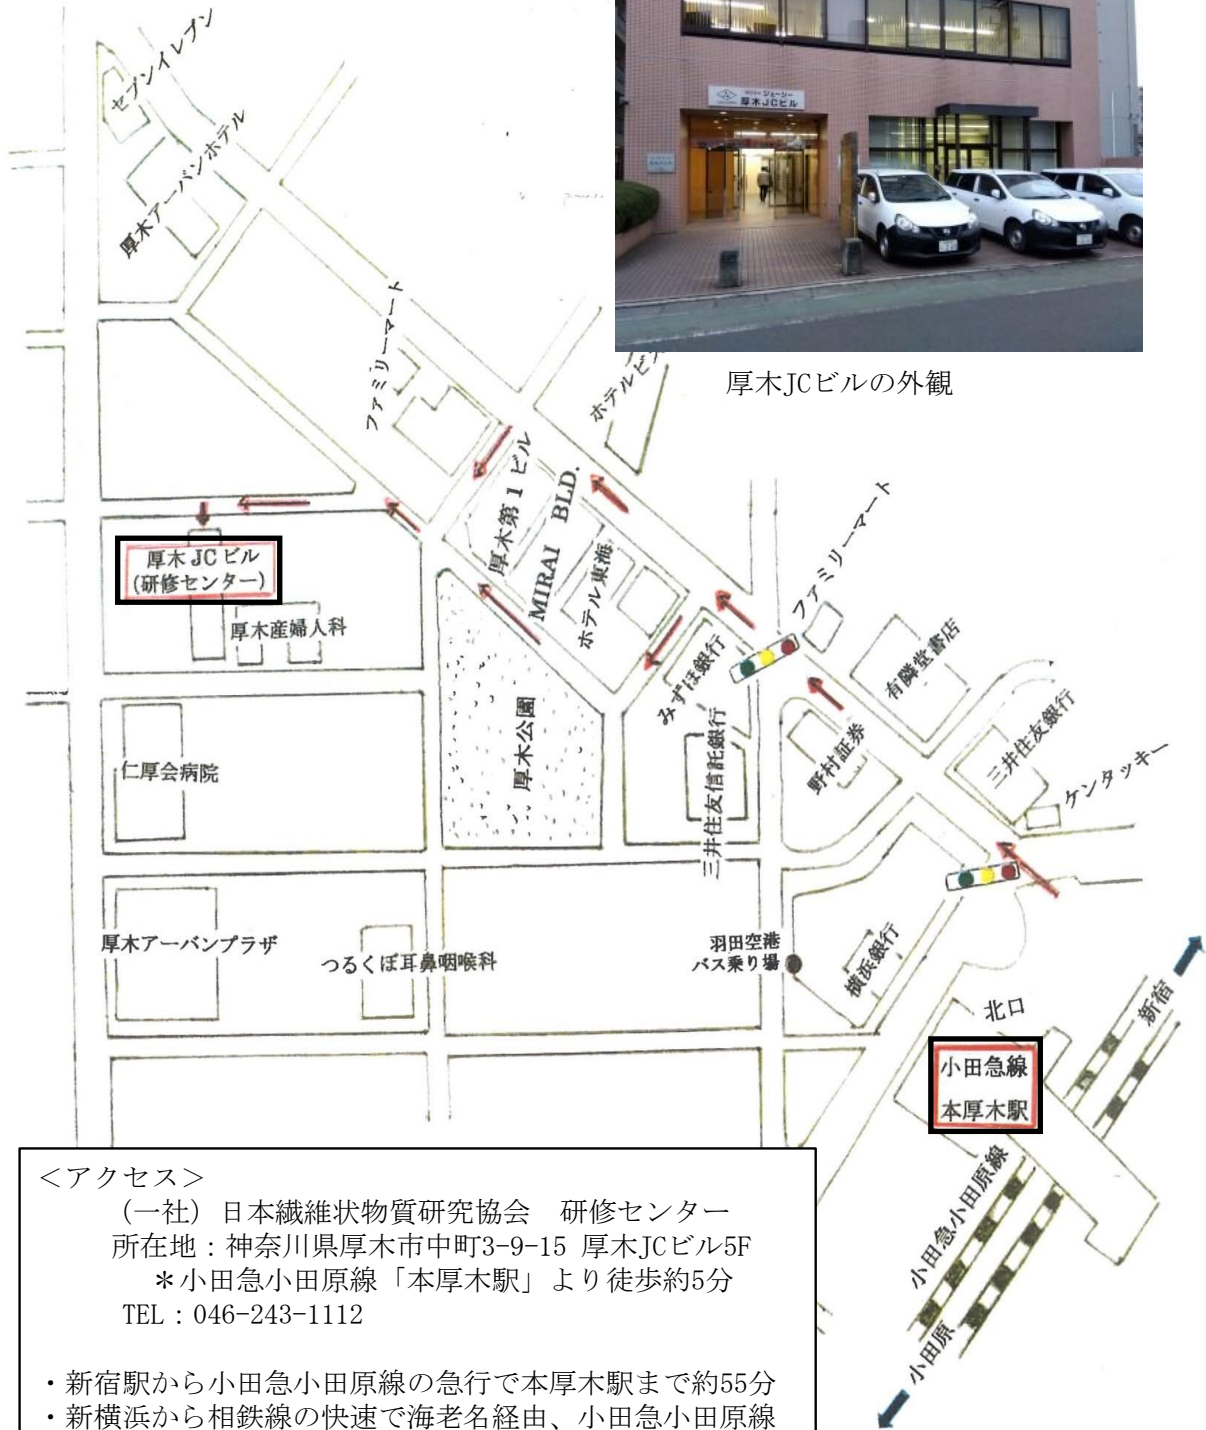 セブンイレブン
厚木アーバンホテル
ジェーシー
厚木JCビル
厚木JCビルの外観
ファミリーマート
ホテルビ
厚木第1ビル
MIRAI BLD.
ホテル東海
ファミリーマート
厚木JCビル
(研修センター)
厚木産婦人科
みずほ銀行
有隣堂書店
厚木公園
三井住友信託銀行
野村証券
三井住友銀行
ケンタッキー
仁厚会病院
厚木アーバンプラザ
つるくぼ耳鼻咽喉科
羽田空港
バス乗り場
横浜銀行
北口
新宿
小田急線
本厚木駅
小田急小田原線
小田原
<アクセス>
(一社)日本繊維状物質研究協会 研修センター
所在地：神奈川県厚木市中町3-9-15 厚木JCビル5F
＊小田急小田原線「本厚木駅」より徒歩約5分
TEL：046-243-1112
・新宿駅から小田急小田原線の急行で本厚木駅まで約55分
・新横浜から相鉄線の快速で海老名経由、小田急小田原線